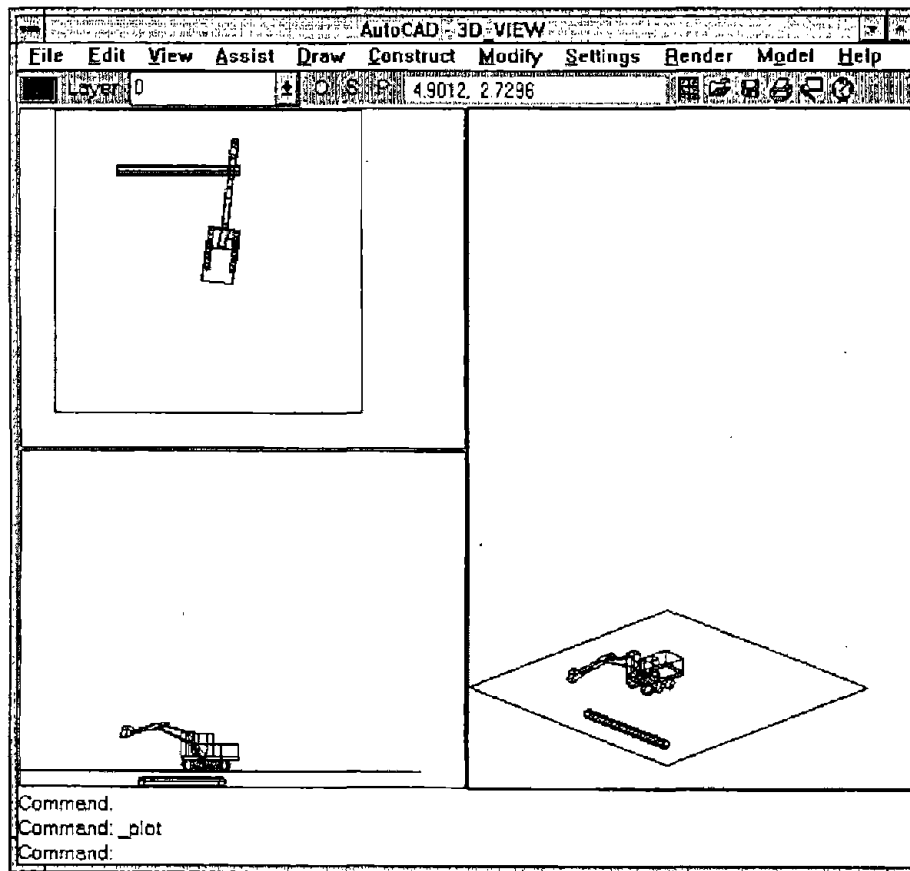 AutoCAD - 3D_VIEW
File Edit View Assist Draw Construct Modify Settings Render Model Help
Layer 0 O S P 4.9012, 2.7296
Command.
Command: _plot
Command: